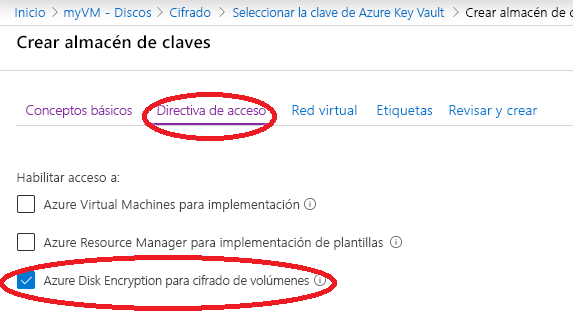 Inicio > myVM - Discos > Cifrado > Seleccionar la clave de Azure Key Vault > Crear almacén de c
Crear almacén de claves
Conceptos básicos Directiva de acceso Red virtual Etiquetas Revisar y crear
Habilitar acceso a:
Azure Virtual Machines para implementación
Azure Resource Manager para implementación de plantillas
Azure Disk Encryption para cifrado de volúmenes